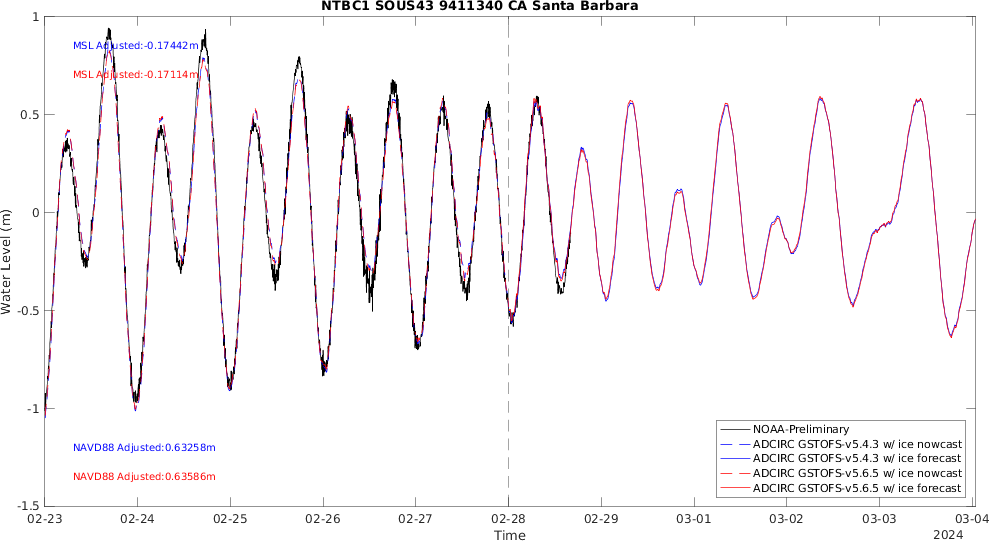 NTBC1 SOUS43 9411340 CA Santa Barbara
MSL Adjusted:-0.17442m
MSL Adjusted:-0.17114m
NAVD88 Adjusted:0.63258m
NAVD88 Adjusted:0.63586m
Water Level (m)
1
0.5
0
-0.5
-1
-1.5
NOAA-Preliminary
ADCIRC GSTOFS-v5.4.3 w/ ice nowcast
ADCIRC GSTOFS-v5.4.3 w/ ice forecast
ADCIRC GSTOFS-v5.6.5 w/ ice nowcast
ADCIRC GSTOFS-v5.6.5 w/ ice forecast
02-23 02-24 02-25 02-26 02-27 02-28 02-29 03-01 03-02 03-03 03-04
Time
2024